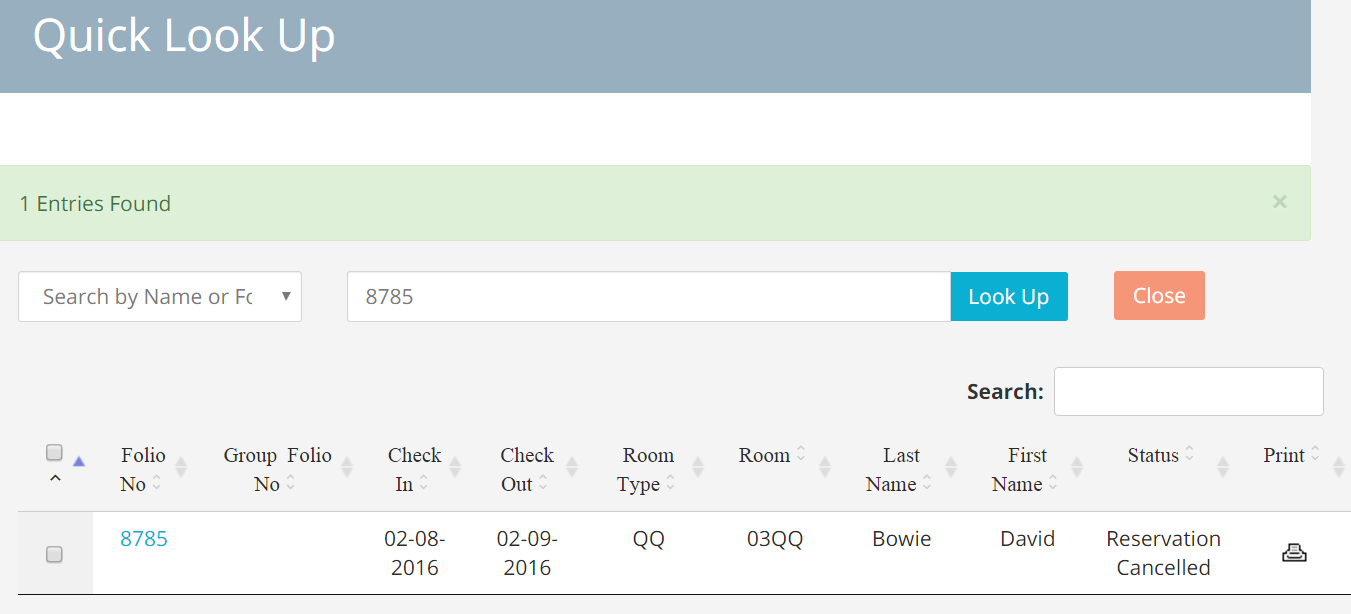 Quick Look Up
1 Entries Found
×
Search by Name or Fo
8785
Look Up
Close
Search:
Folio No
Group Folio No
Check In
Check Out
Room Type
Room
Last Name
First Name
Status
Print
8785
02-08-
2016
02-09-
2016
QQ
03QQ
Bowie
David
Reservation
Cancelled